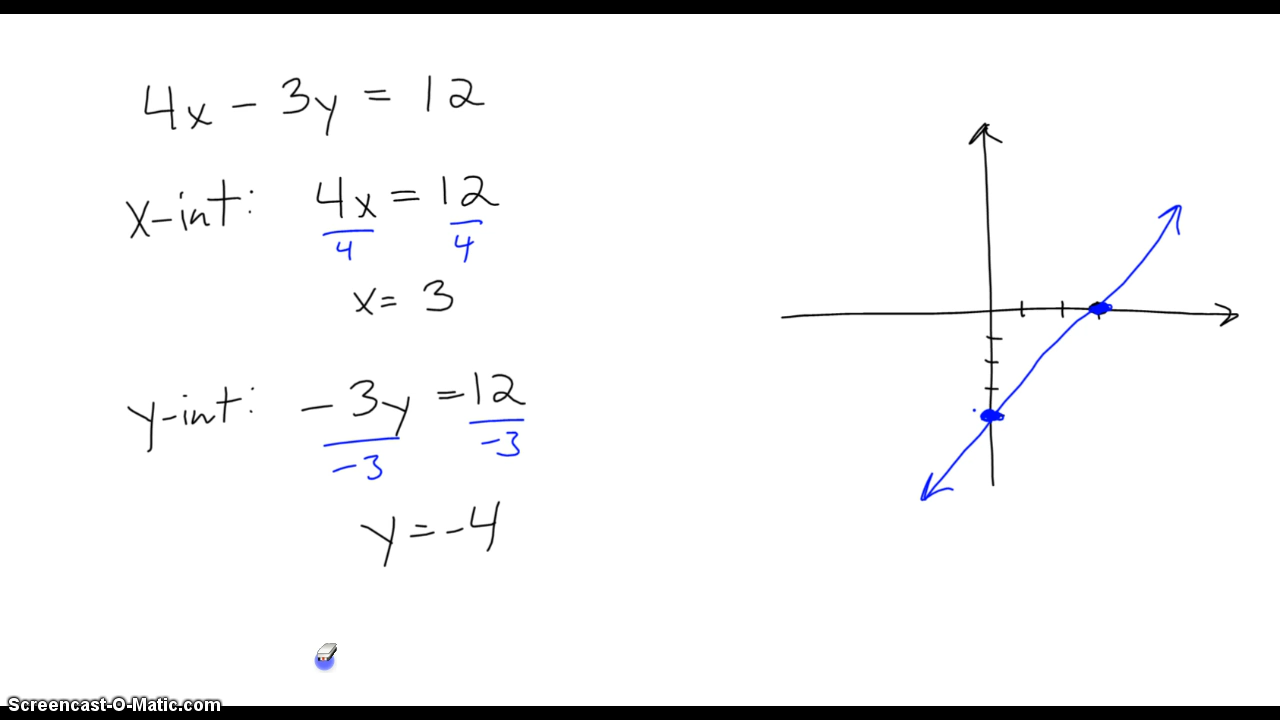 4x - 3y = 12
x-int: 4x = 12
4 4
x = 3
y-int: -3y = 12
-3 -3
y = -4
Screencast-O-Matic.com